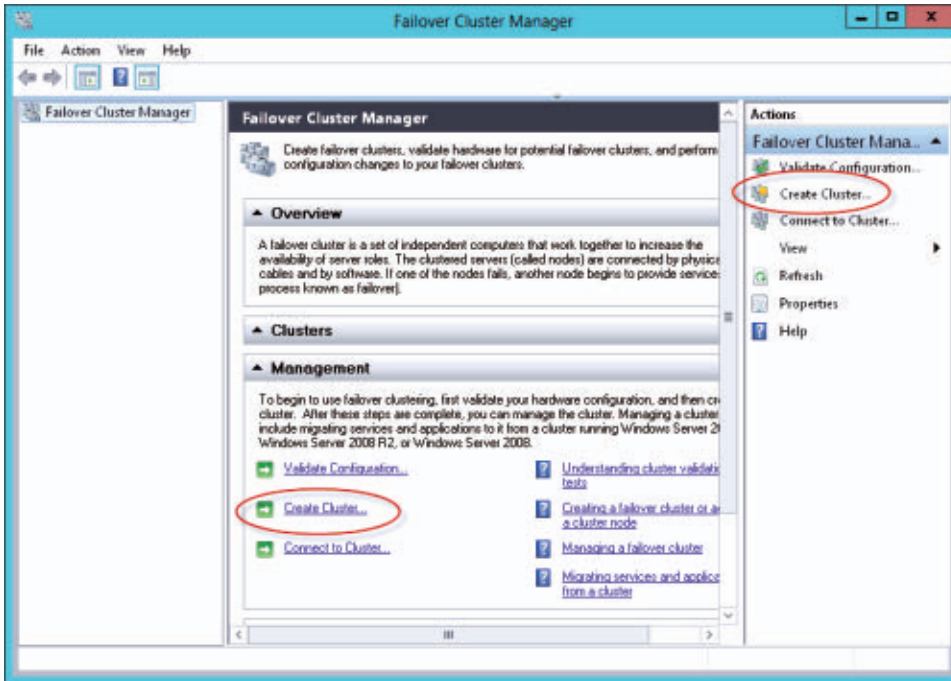 Failover Cluster Manager
File Action View Help
Failover Cluster Manager
Failover Cluster Manager
Create failover clusters, validate hardware for potential failover clusters, and perform
configuration changes to your failover clusters.
Overview
A failover cluster is a set of independent computers that work together to increase the
availability of server roles. The clustered servers (called nodes) are connected by physica
cables and by software. If one of the nodes fails, another node begins to provide service
process known as failover).
Clusters
Management
To begin to use failover clustering, first validate your hardware configuration, and then cre
cluster. After these steps are complete, you can manage the cluster. Managing a cluster
include migrating services and applications to it from a cluster running Windows Server 2
Windows Server 2008 R2, or Windows Server 2008.
Validate Configuration...
Create Cluster...
Connect to Cluster...
Understanding cluster validatio
tests
Creating a failover cluster or a
a cluster node
Managing a failover cluster
Migrating services and applica
from a cluster
Actions
Failover Cluster Mana...
Validate Configuration...
Create Cluster...
Connect to Cluster...
View
Refresh
Properties
Help